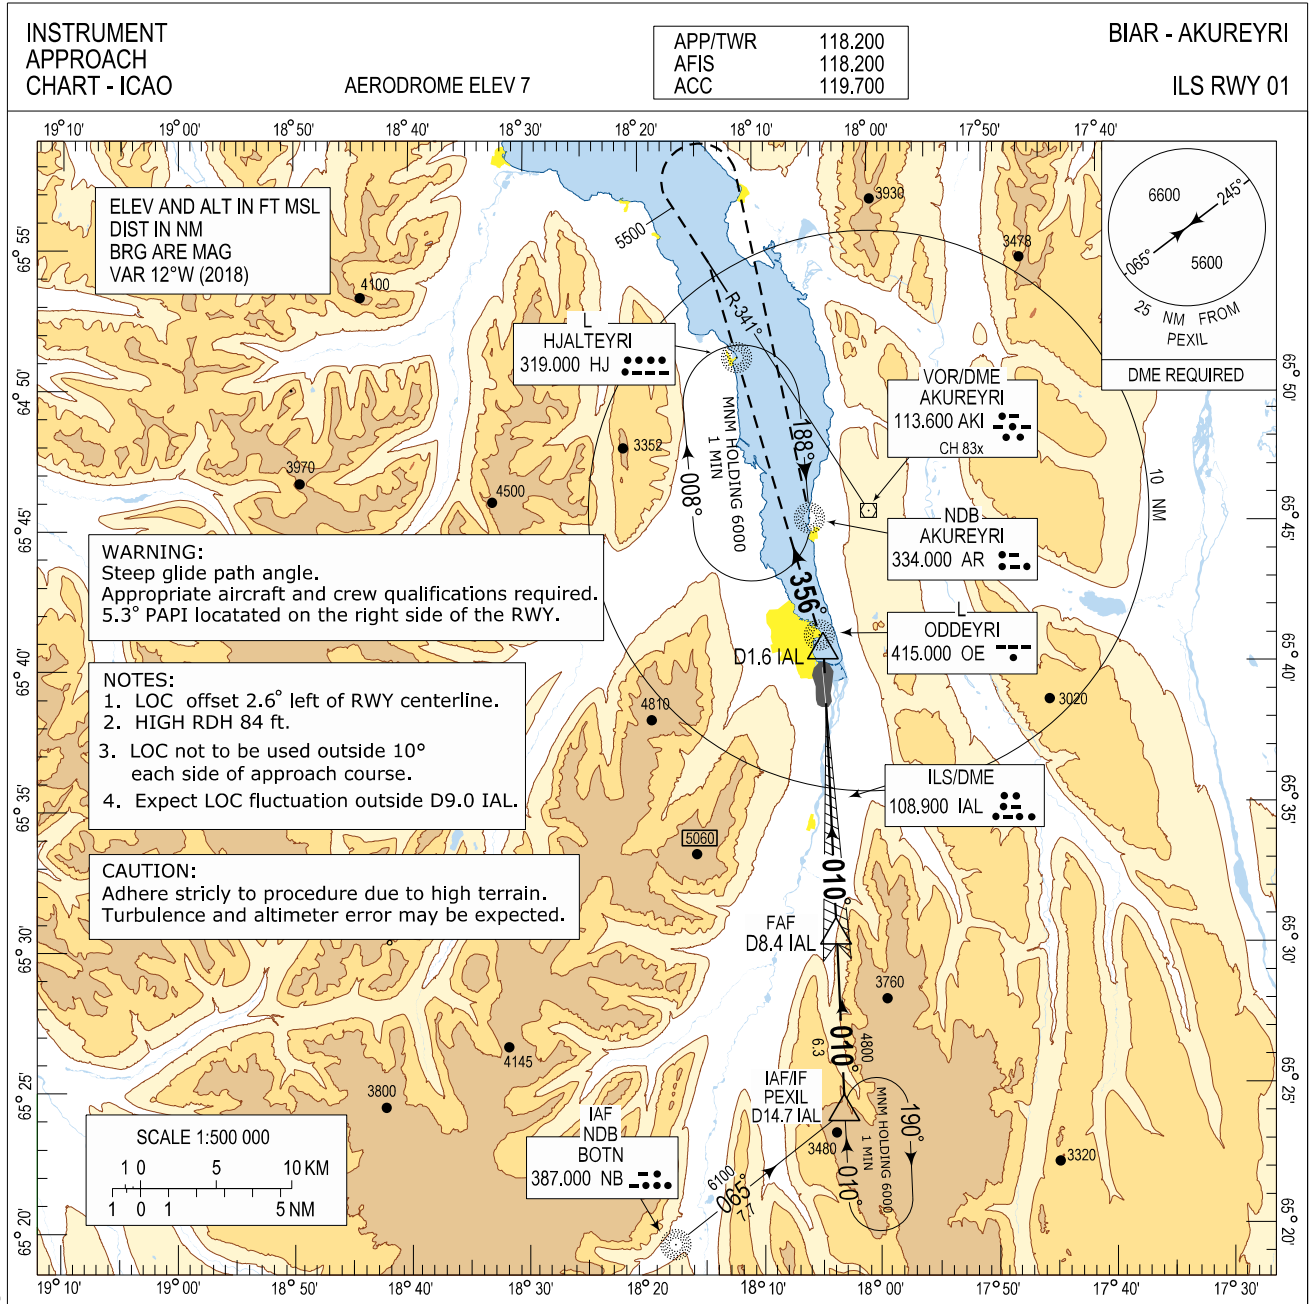 INSTRUMENT
APPROACH
CHART - ICAO
AERODROME ELEV 7
APP/TWR 118.200
AFIS 118.200
ACC 119.700
BIAR - AKUREYRI
ILS RWY 01
19°10' 19°00' 18°50' 18°40' 18°30' 18°20' 18°10' 18°00' 17°50' 17°40'
ELEV AND ALT IN FT MSL
DIST IN NM
BRG ARE MAG
VAR 12°W (2018)
6600
245°
065°
5600
25 NM FROM
PEXIL
DME REQUIRED
65° 55'
64° 50'
65° 45'
65° 40'
65° 35'
65° 30'
65° 25'
65° 20'
65° 50'
65° 45'
65° 40'
65° 35'
65° 30'
65° 25'
65° 20'
4100
3930
3478
5500
R-341°
L
HJALTEYRI
319.000 HJ
VOR/DME
AKUREYRI
113.600 AKI
CH 83x
3352
3970
4500
MNM HOLDING 6000
1 MIN
008°
188°
10 NM
NDB
AKUREYRI
334.000 AR
WARNING:
Steep glide path angle.
Appropriate aircraft and crew qualifications required.
5.3° PAPI locatated on the right side of the RWY.
356°
L
ODDEYRI
415.000 OE
D1.6 IAL
NOTES:
1. LOC offset 2.6° left of RWY centerline.
2. HIGH RDH 84 ft.
3. LOC not to be used outside 10°
each side of approach course.
4. Expect LOC fluctuation outside D9.0 IAL.
4810
3020
ILS/DME
108.900 IAL
5060
CAUTION:
Adhere stricly to procedure due to high terrain.
Turbulence and altimeter error may be expected.
010°
FAF
D8.4 IAL
3760
4145
3800
010°
4800
6.3
IAF/IF
PEXIL
D14.7 IAL
3480
MNM HOLDING 6000
1 MIN
190°
010°
3320
IAF
NDB
BOTN
387.000 NB
6100
065°
7.7
SCALE 1:500 000
1 0 5 10 KM
1 0 1 5 NM
19°10' 19°00' 18°50' 18°40' 18°30' 18°20' 18°10' 18°00' 17°50' 17°40' 17°30'